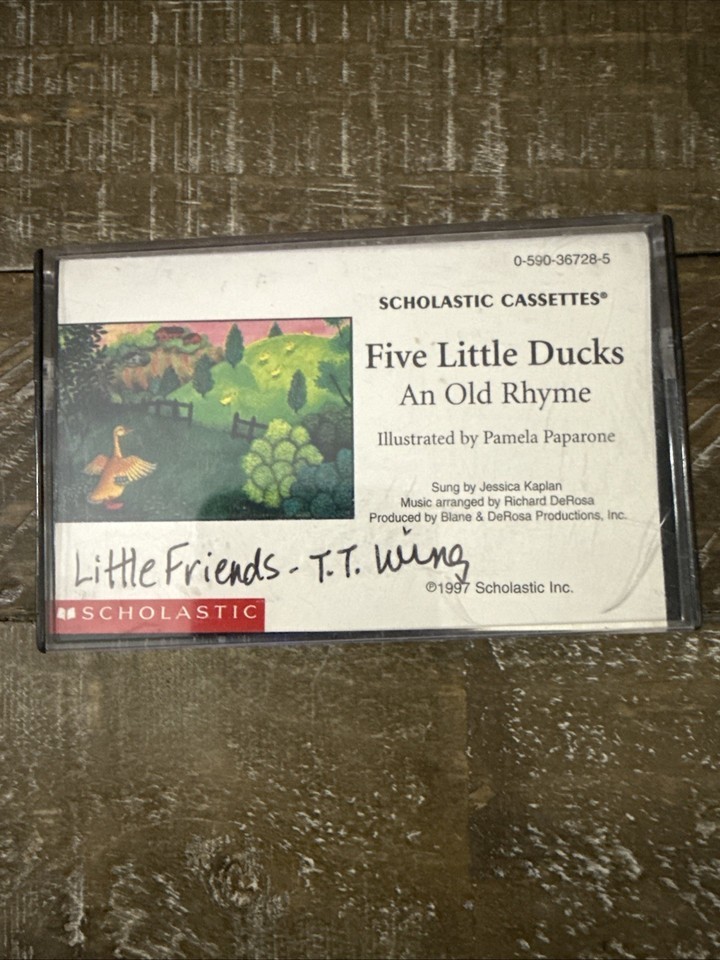 0-590-36728-5
SCHOLASTIC CASSETTES®
Five Little Ducks
An Old Rhyme
Illustrated by Pamela Paparone
Sung by Jessica Kaplan
Music arranged by Richard DeRosa
Produced by Blane & DeRosa Productions, Inc.
Little Friends - T.T. Wing
℗1997 Scholastic Inc.
SCHOLASTIC